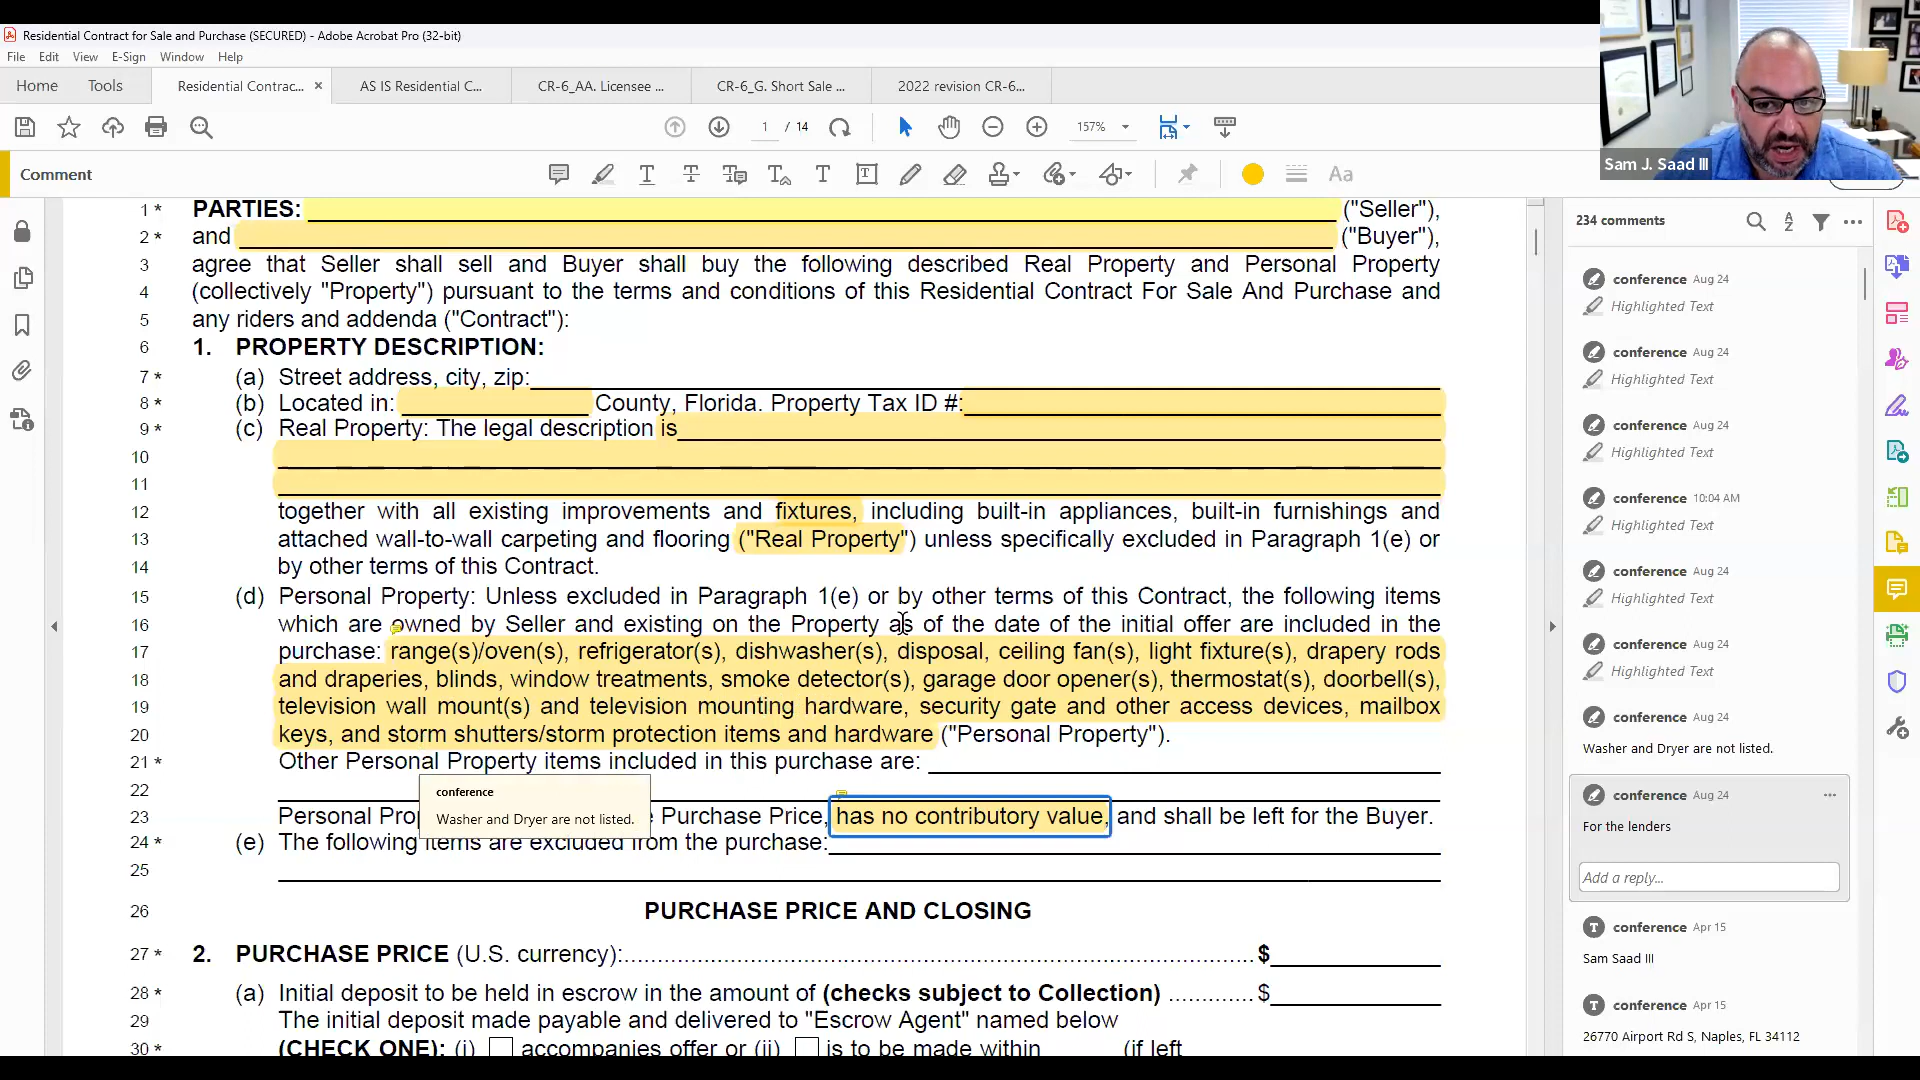 Residential Contract for Sale and Purchase (SECURED) - Adobe Acrobat Pro (32-bit)
File Edit View E-Sign Window Help
Home Tools Residential Contrac... × AS IS Residential C... CR-6_AA. Licensee ... CR-6_G. Short Sale ... 2022 revision CR-6...
1 / 14 157%
Sam J. Saad III
Comment
Aa
1 * PARTIES: ("Seller"),
2 * and ("Buyer"),
3 agree that Seller shall sell and Buyer shall buy the following described Real Property and Personal Property
4 (collectively "Property") pursuant to the terms and conditions of this Residential Contract For Sale And Purchase and
5 any riders and addenda ("Contract"):
6 1. PROPERTY DESCRIPTION:
7 * (a) Street address, city, zip:
8 * (b) Located in: County, Florida. Property Tax ID #:
9 * (c) Real Property: The legal description is
10
11
12 together with all existing improvements and fixtures, including built-in appliances, built-in furnishings and
13 attached wall-to-wall carpeting and flooring ("Real Property") unless specifically excluded in Paragraph 1(e) or
14 by other terms of this Contract.
15 (d) Personal Property: Unless excluded in Paragraph 1(e) or by other terms of this Contract, the following items
16 which are owned by Seller and existing on the Property as of the date of the initial offer are included in the
17 purchase: range(s)/oven(s), refrigerator(s), dishwasher(s), disposal, ceiling fan(s), light fixture(s), drapery rods
18 and draperies, blinds, window treatments, smoke detector(s), garage door opener(s), thermostat(s), doorbell(s),
19 television wall mount(s) and television mounting hardware, security gate and other access devices, mailbox
20 keys, and storm shutters/storm protection items and hardware ("Personal Property").
21 * Other Personal Property items included in this purchase are:
22
conference
Washer and Dryer are not listed.
23 Personal Prop Purchase Price, has no contributory value, and shall be left for the Buyer.
24 * (e) The following items are excluded from the purchase:
25
26 PURCHASE PRICE AND CLOSING
27 * 2. PURCHASE PRICE (U.S. currency):........ $
28 * (a) Initial deposit to be held in escrow in the amount of (checks subject to Collection) ............. $
29 The initial deposit made payable and delivered to "Escrow Agent" named below
30 * (CHECK ONE): (i) accompanies offer or (ii) is to be made within (if left
234 comments
conference Aug 24
Highlighted Text
conference Aug 24
Highlighted Text
conference Aug 24
Highlighted Text
conference 10:04 AM
Highlighted Text
conference Aug 24
Highlighted Text
conference Aug 24
Highlighted Text
conference Aug 24
Washer and Dryer are not listed.
conference Aug 24
For the lenders
Add a reply...
conference Apr 15
Sam Saad III
conference Apr 15
26770 Airport Rd S, Naples, FL 34112